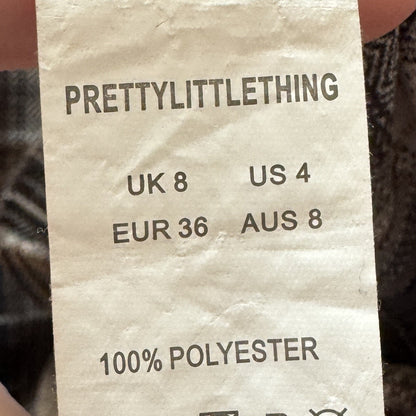 PRETTYLITTLETHING
UK 8 US 4
EUR 36 AUS 8
100% POLYESTER